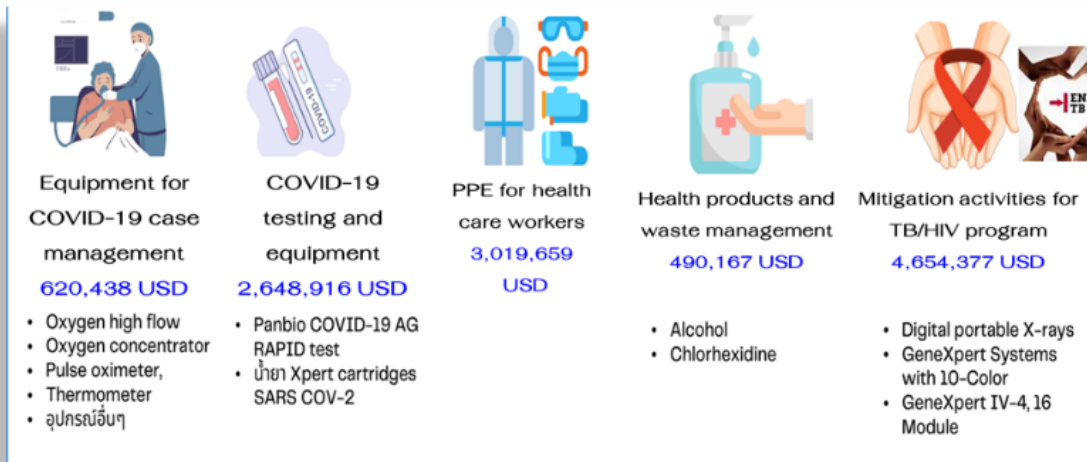 COVID-19
EN
TB
Equipment for
COVID-19 case
management
620,438 USD
• Oxygen high flow
• Oxygen concentrator
• Pulse oximeter,
• Thermometer
• อุปกรณ์อื่นๆ
COVID-19
testing and
equipment
2,648,916 USD
• Panbio COVID-19 AG
RAPID test
• น้ำยา Xpert cartridges
SARS COV-2
PPE for health
care workers
3,019,659
USD
Health products and
waste management
490,167 USD
• Alcohol
• Chlorhexidine
Mitigation activities for
TB/HIV program
4,654,377 USD
• Digital portable X-rays
• GeneXpert Systems
with 10-Color
• GeneXpert IV-4, 16
Module